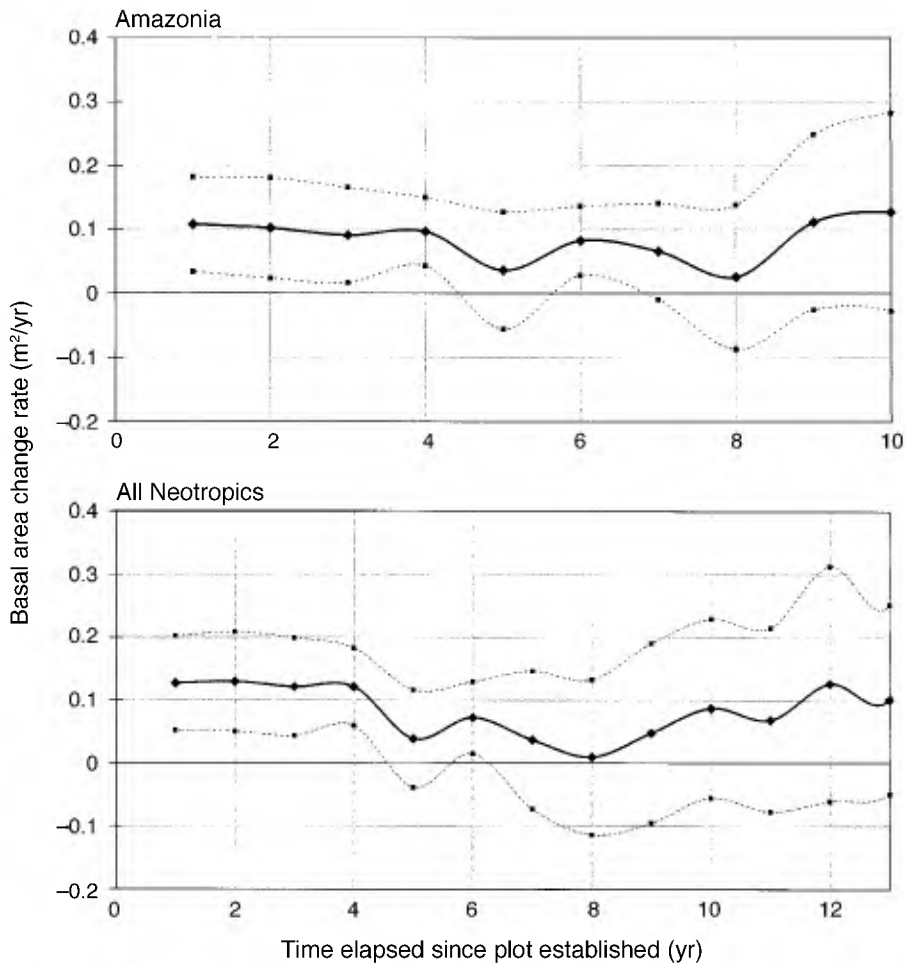 Amazonia
0.4
0.3
0.2
0.1
0
–0.1
–0.2
0 2 4 6 8 10
All Neotropics
0.4
0.3
0.2
0.1
0
–0.1
–0.2
0 2 4 6 8 10 12
Basal area change rate (m²/yr)
Time elapsed since plot established (yr)